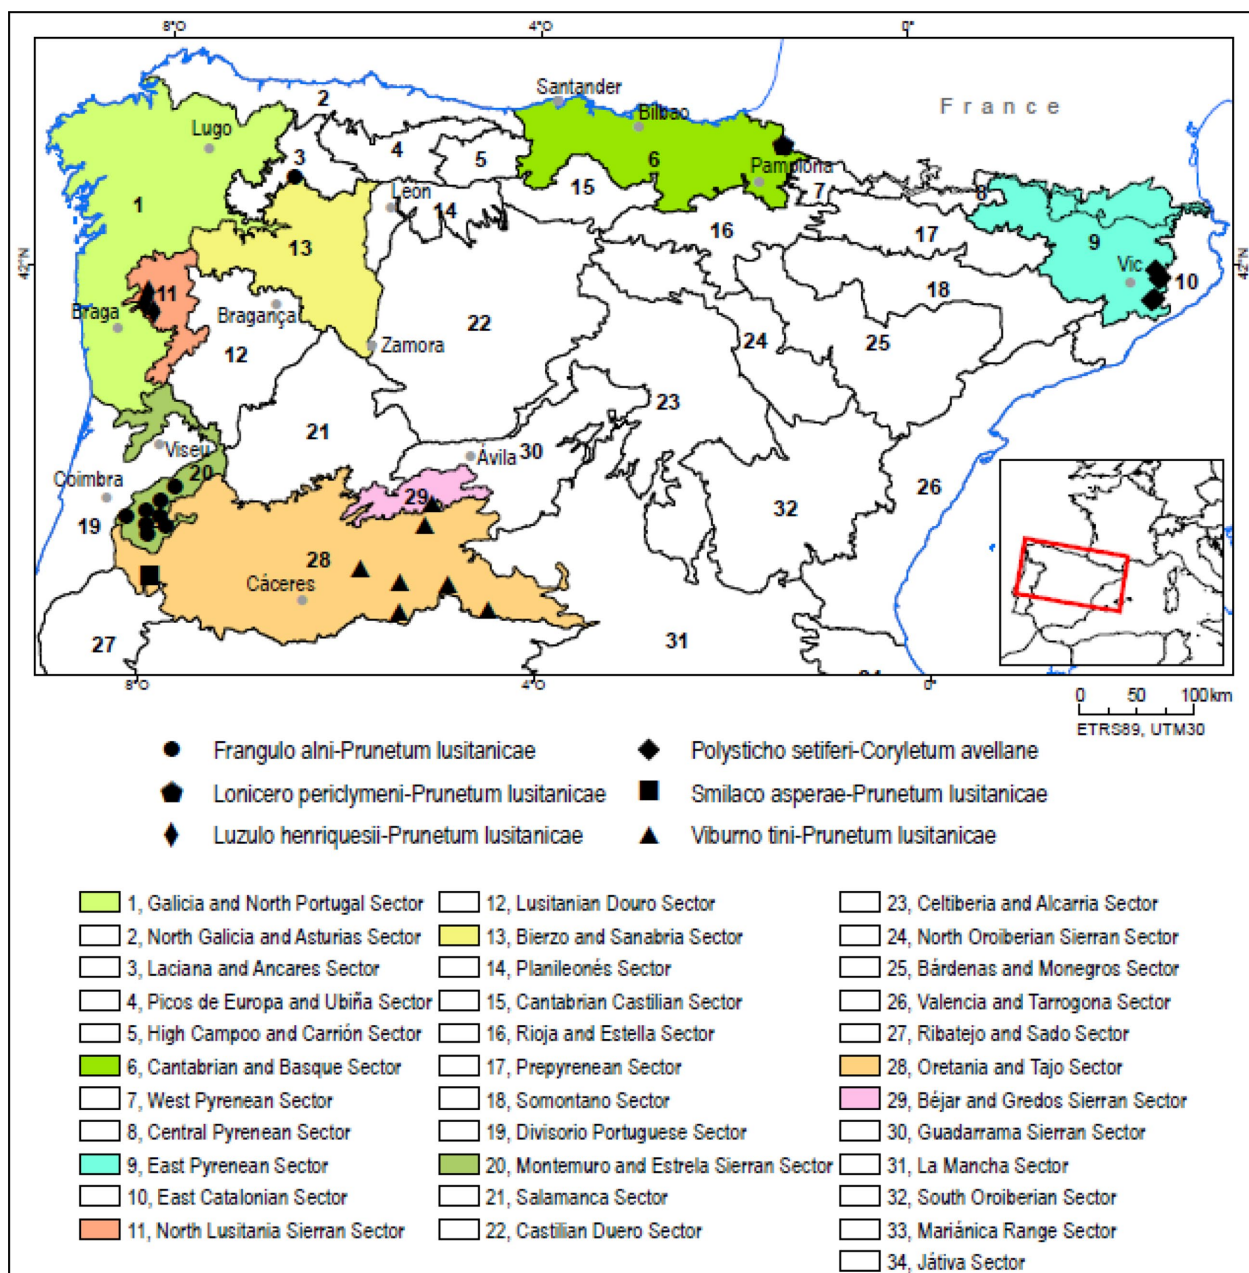 8°O 4°O 0°
Santander
France
2
Bilbao
Lugo
3
4
5
6
Pamplona
15
7
8
Leon
1
14
9
13
16
17
42°N
42°N
Vic
10
11
18
Braga
Bragança
22
24
12
Zamora
25
23
21
30
Viseu
Ávila
Coimbra
20
29
26
32
19
28
Cáceres
27
31
8°O 4°O 0°
0 50 100km
ETRS89, UTM30
Frangulo alni-Prunetum lusitanicae
Polysticho setiferi-Coryletum avellane
Lonicero periclymeni-Prunetum lusitanicae
Smilaco asperae-Prunetum lusitanicae
Luzulo henriquesii-Prunetum lusitanicae
Viburno tini-Prunetum lusitanicae
1, Galicia and North Portugal Sector
2, North Galicia and Asturias Sector
3, Laciana and Ancares Sector
4, Picos de Europa and Ubiña Sector
5, High Campoo and Carrión Sector
6, Cantabrian and Basque Sector
7, West Pyrenean Sector
8, Central Pyrenean Sector
9, East Pyrenean Sector
10, East Catalonian Sector
11, North Lusitania Sierran Sector
12, Lusitanian Douro Sector
13, Bierzo and Sanabria Sector
14, Planileonés Sector
15, Cantabrian Castilian Sector
16, Rioja and Estella Sector
17, Prepyrenean Sector
18, Somontano Sector
19, Divisorio Portuguese Sector
20, Montemuro and Estrela Sierran Sector
21, Salamanca Sector
22, Castilian Duero Sector
23, Celtiberia and Alcarria Sector
24, North Oroiberian Sierran Sector
25, Bárdenas and Monegros Sector
26, Valencia and Tarrogona Sector
27, Ribatejo and Sado Sector
28, Oretania and Tajo Sector
29, Béjar and Gredos Sierran Sector
30, Guadarrama Sierran Sector
31, La Mancha Sector
32, South Oroiberian Sector
33, Mariánica Range Sector
34, Játiva Sector